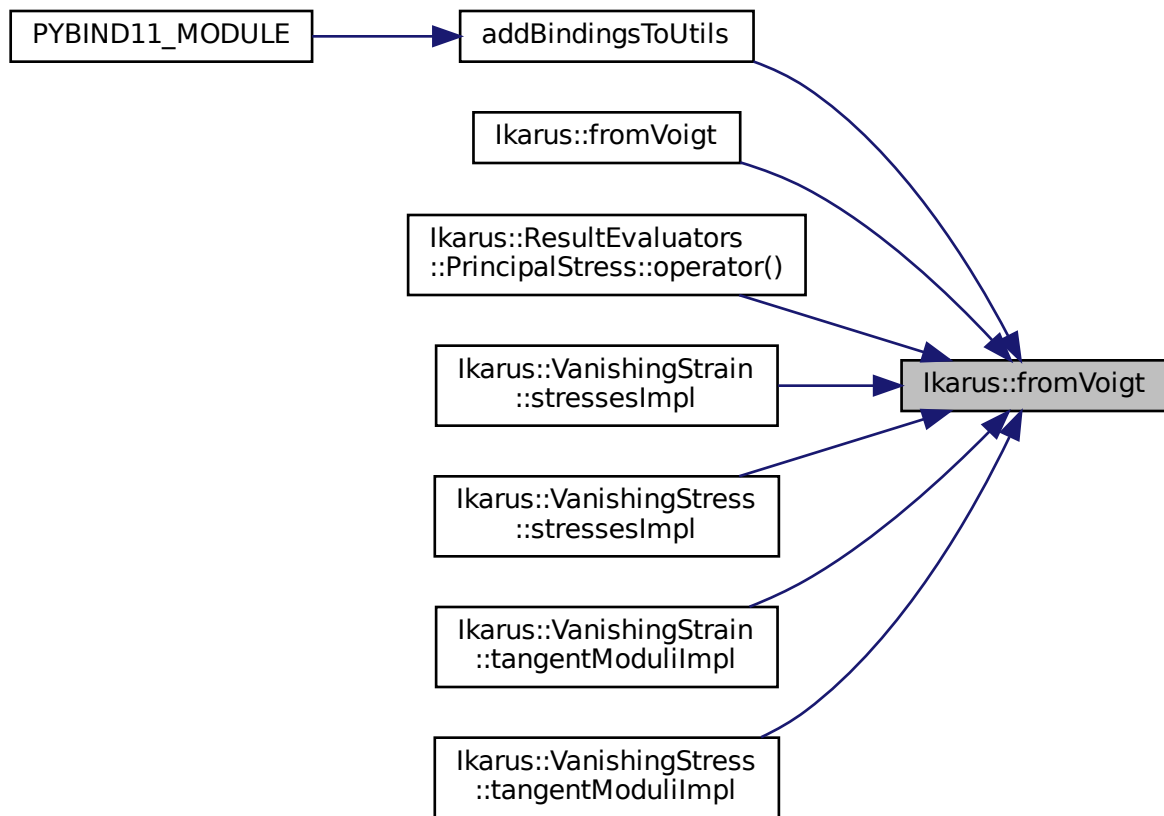 PYBIND11_MODULE
addBindingsToUtils
Ikarus::fromVoigt
Ikarus::ResultEvaluators
::PrincipalStress::operator()
Ikarus::VanishingStrain
::stressesImpl
Ikarus::fromVoigt
Ikarus::VanishingStress
::stressesImpl
Ikarus::VanishingStrain
::tangentModuliImpl
Ikarus::VanishingStress
::tangentModuliImpl